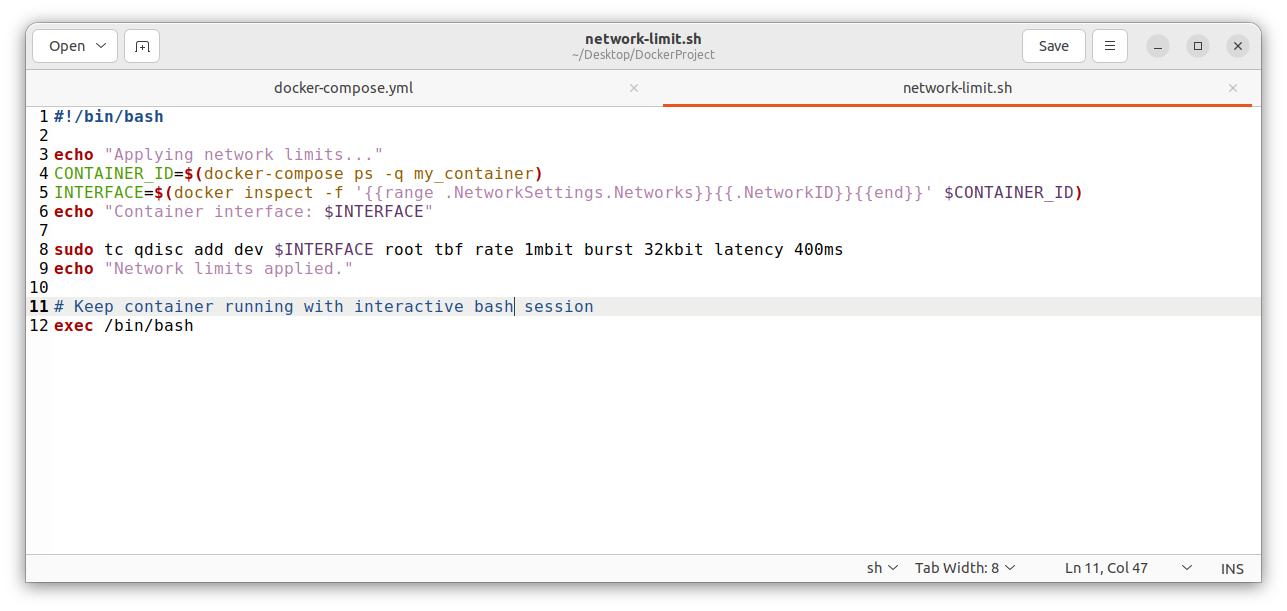 Open
network-limit.sh
~/Desktop/DockerProject
Save
docker-compose.yml
network-limit.sh
1 #!/bin/bash
2
3 echo "Applying network limits..."
4 CONTAINER_ID=$(docker-compose ps -q my_container)
5 INTERFACE=$(docker inspect -f '{{range .NetworkSettings.Networks}}{{.NetworkID}}{{end}}' $CONTAINER_ID)
6 echo "Container interface: $INTERFACE"
7
8 sudo tc qdisc add dev $INTERFACE root tbf rate 1mbit burst 32kbit latency 400ms
9 echo "Network limits applied."
10
11 # Keep container running with interactive bash session
12 exec /bin/bash
sh Tab Width: 8 Ln 11, Col 47 INS